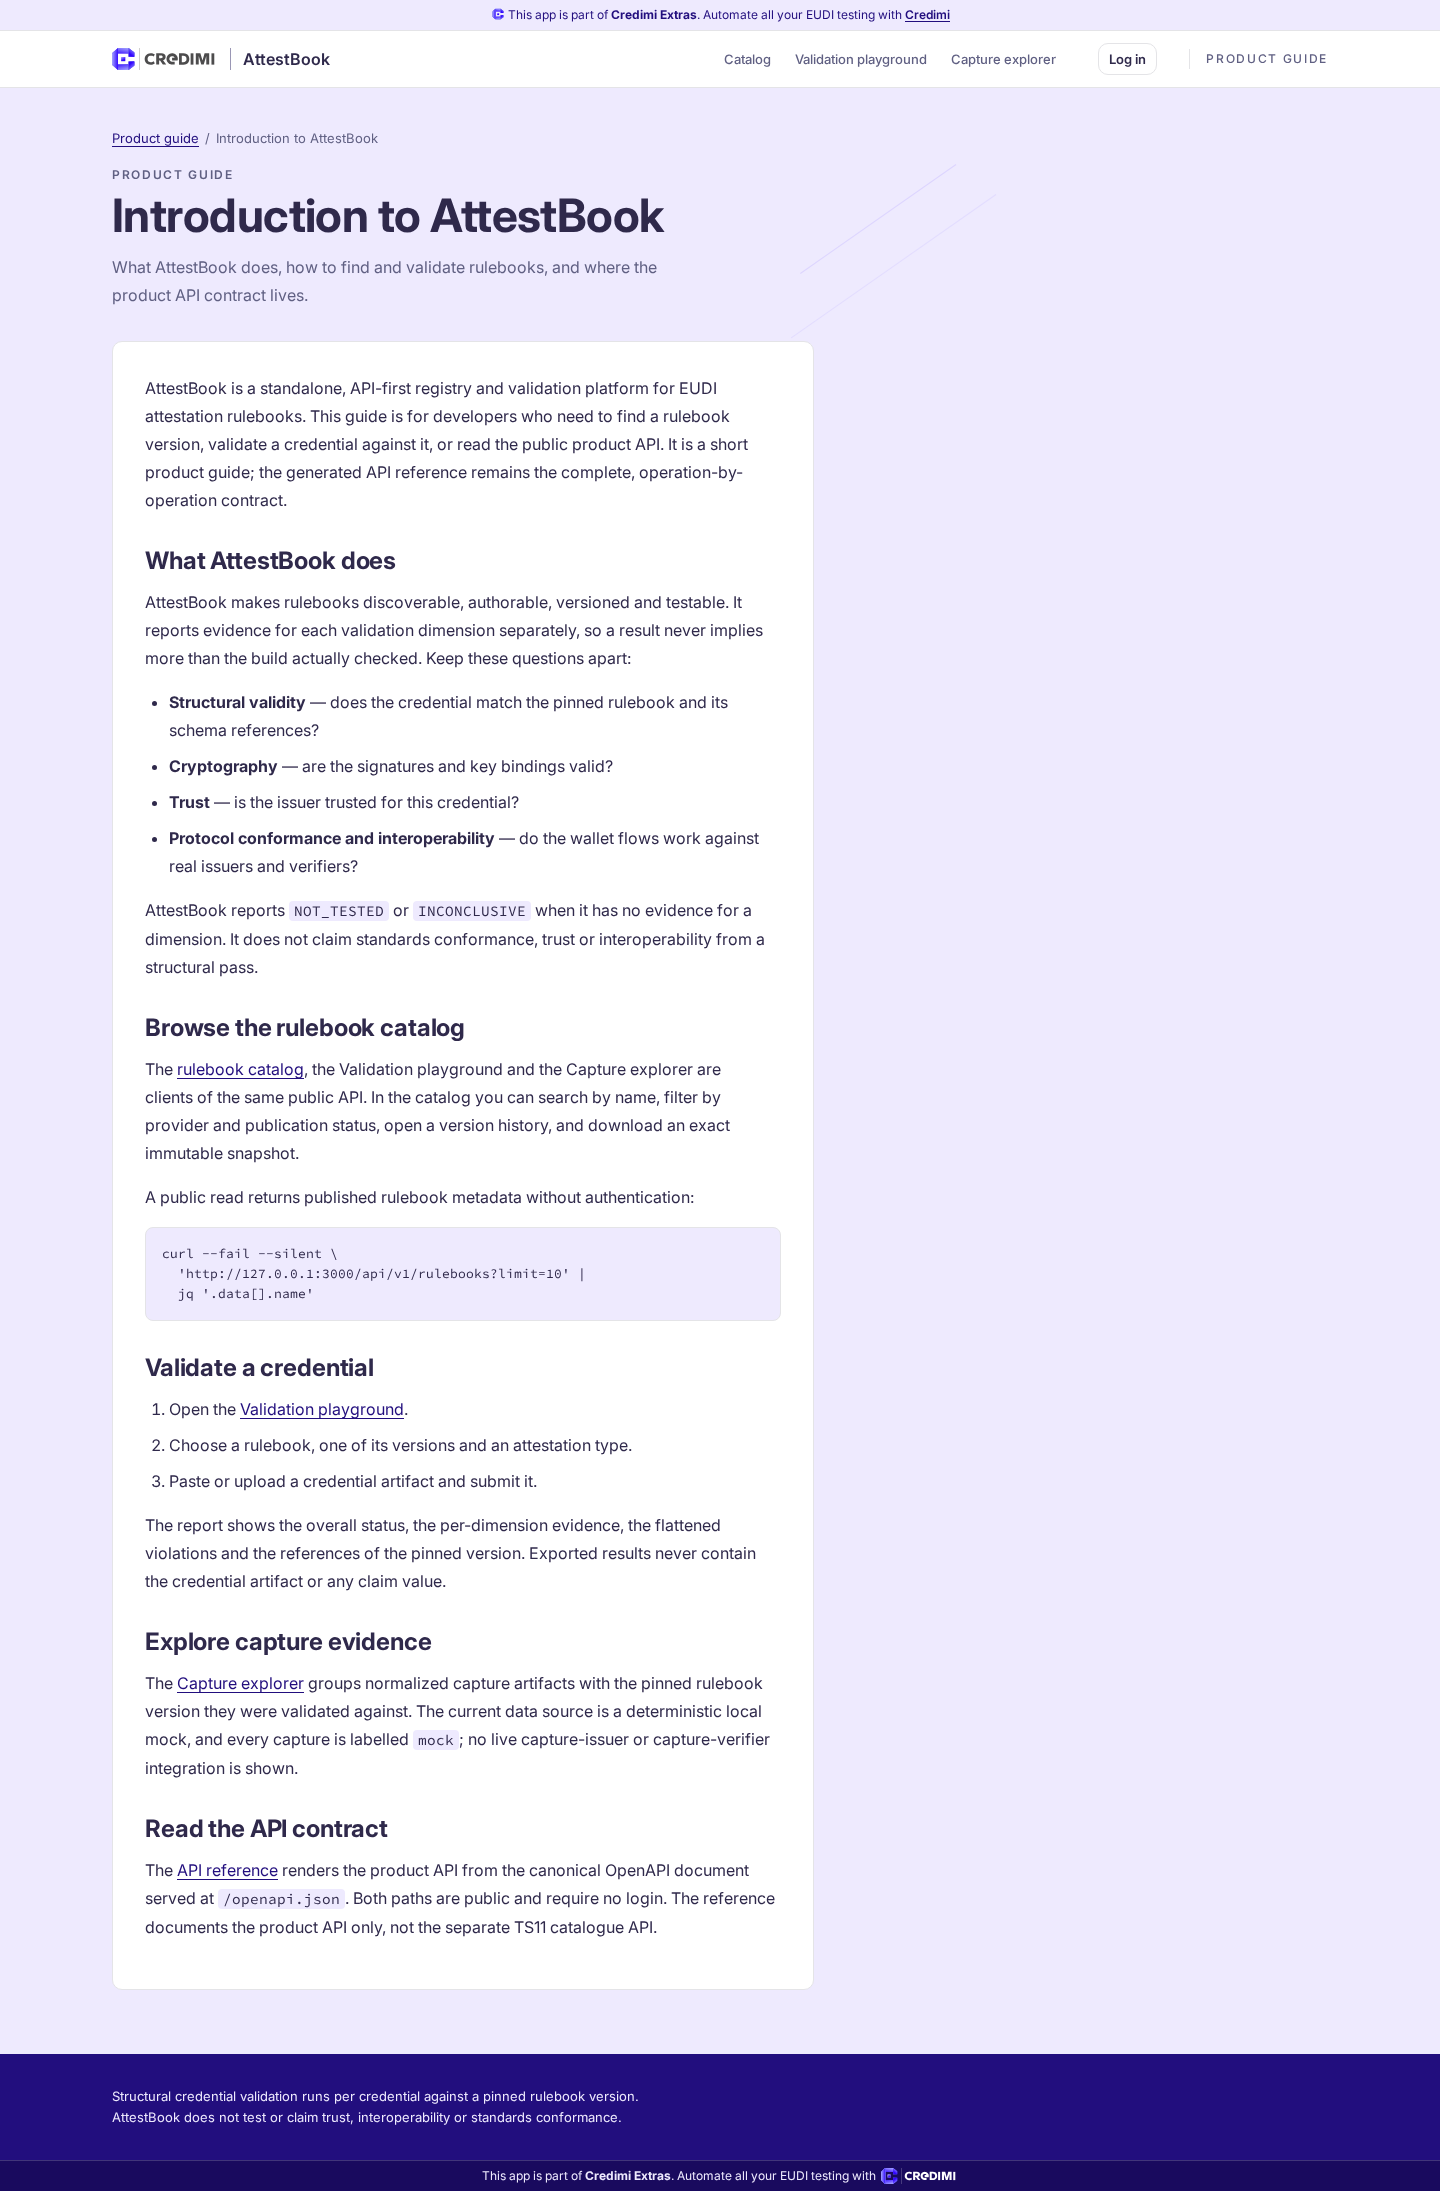 This app is part of Credimi Extras. Automate all your EUDI testing with Credimi
CREDIMI AttestBook Catalog Validation playground Capture explorer Log in PRODUCT GUIDE
Product guide / Introduction to AttestBook
PRODUCT GUIDE
Introduction to AttestBook
What AttestBook does, how to find and validate rulebooks, and where the
product API contract lives.
AttestBook is a standalone, API-first registry and validation platform for EUDI
attestation rulebooks. This guide is for developers who need to find a rulebook
version, validate a credential against it, or read the public product API. It is a short
product guide; the generated API reference remains the complete, operation-by-
operation contract.
What AttestBook does
AttestBook makes rulebooks discoverable, authorable, versioned and testable. It
reports evidence for each validation dimension separately, so a result never implies
more than the build actually checked. Keep these questions apart:
• Structural validity — does the credential match the pinned rulebook and its
schema references?
• Cryptography — are the signatures and key bindings valid?
• Trust — is the issuer trusted for this credential?
• Protocol conformance and interoperability — do the wallet flows work against
real issuers and verifiers?
AttestBook reports NOT_TESTED or INCONCLUSIVE when it has no evidence for a
dimension. It does not claim standards conformance, trust or interoperability from a
structural pass.
Browse the rulebook catalog
The rulebook catalog, the Validation playground and the Capture explorer are
clients of the same public API. In the catalog you can search by name, filter by
provider and publication status, open a version history, and download an exact
immutable snapshot.
A public read returns published rulebook metadata without authentication:
curl --fail --silent \
'http://127.0.0.1:3000/api/v1/rulebooks?limit=10' |
jq '.data[].name'
Validate a credential
1. Open the Validation playground.
2. Choose a rulebook, one of its versions and an attestation type.
3. Paste or upload a credential artifact and submit it.
The report shows the overall status, the per-dimension evidence, the flattened
violations and the references of the pinned version. Exported results never contain
the credential artifact or any claim value.
Explore capture evidence
The Capture explorer groups normalized capture artifacts with the pinned rulebook
version they were validated against. The current data source is a deterministic local
mock, and every capture is labelled mock; no live capture-issuer or capture-verifier
integration is shown.
Read the API contract
The API reference renders the product API from the canonical OpenAPI document
served at /openapi.json. Both paths are public and require no login. The reference
documents the product API only, not the separate TS11 catalogue API.
Structural credential validation runs per credential against a pinned rulebook version.
AttestBook does not test or claim trust, interoperability or standards conformance.
This app is part of Credimi Extras. Automate all your EUDI testing with CREDIMI